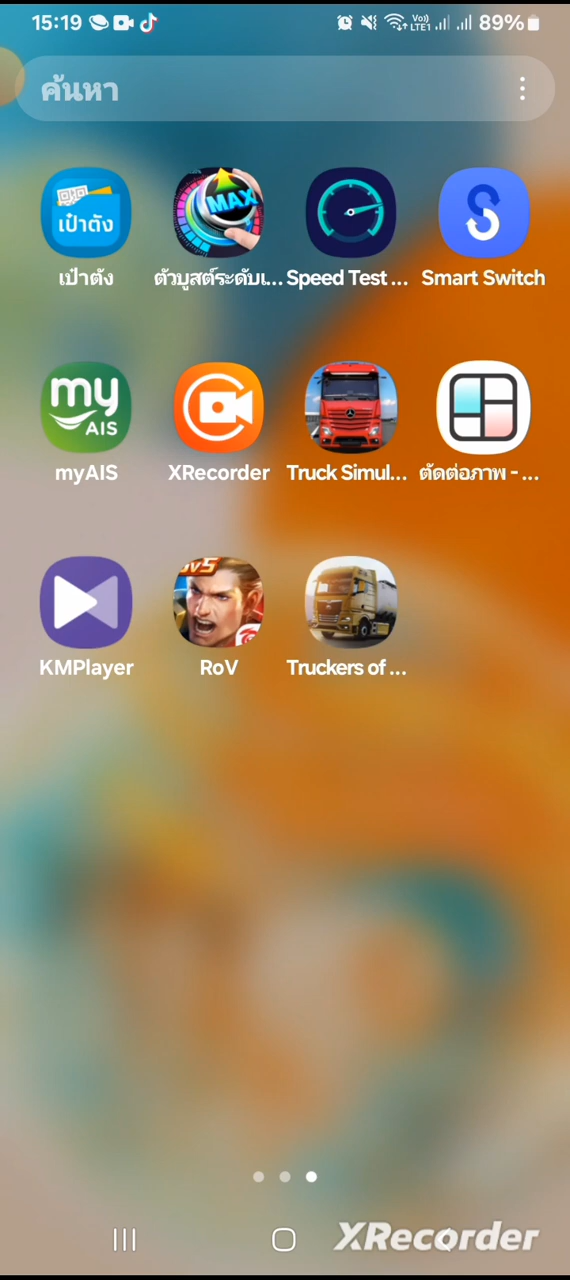 15:19 Vo) LTE1 89%
ค้นหา
เป๋าตัง
MAX
เป๋าตัง ตัวบูสต์ระดับเ... Speed Test ... Smart Switch
my
AIS
myAIS XRecorder Truck Simul... ตัดต่อภาพ - ...
5v5
KMPlayer RoV Truckers of ...
XRecorder